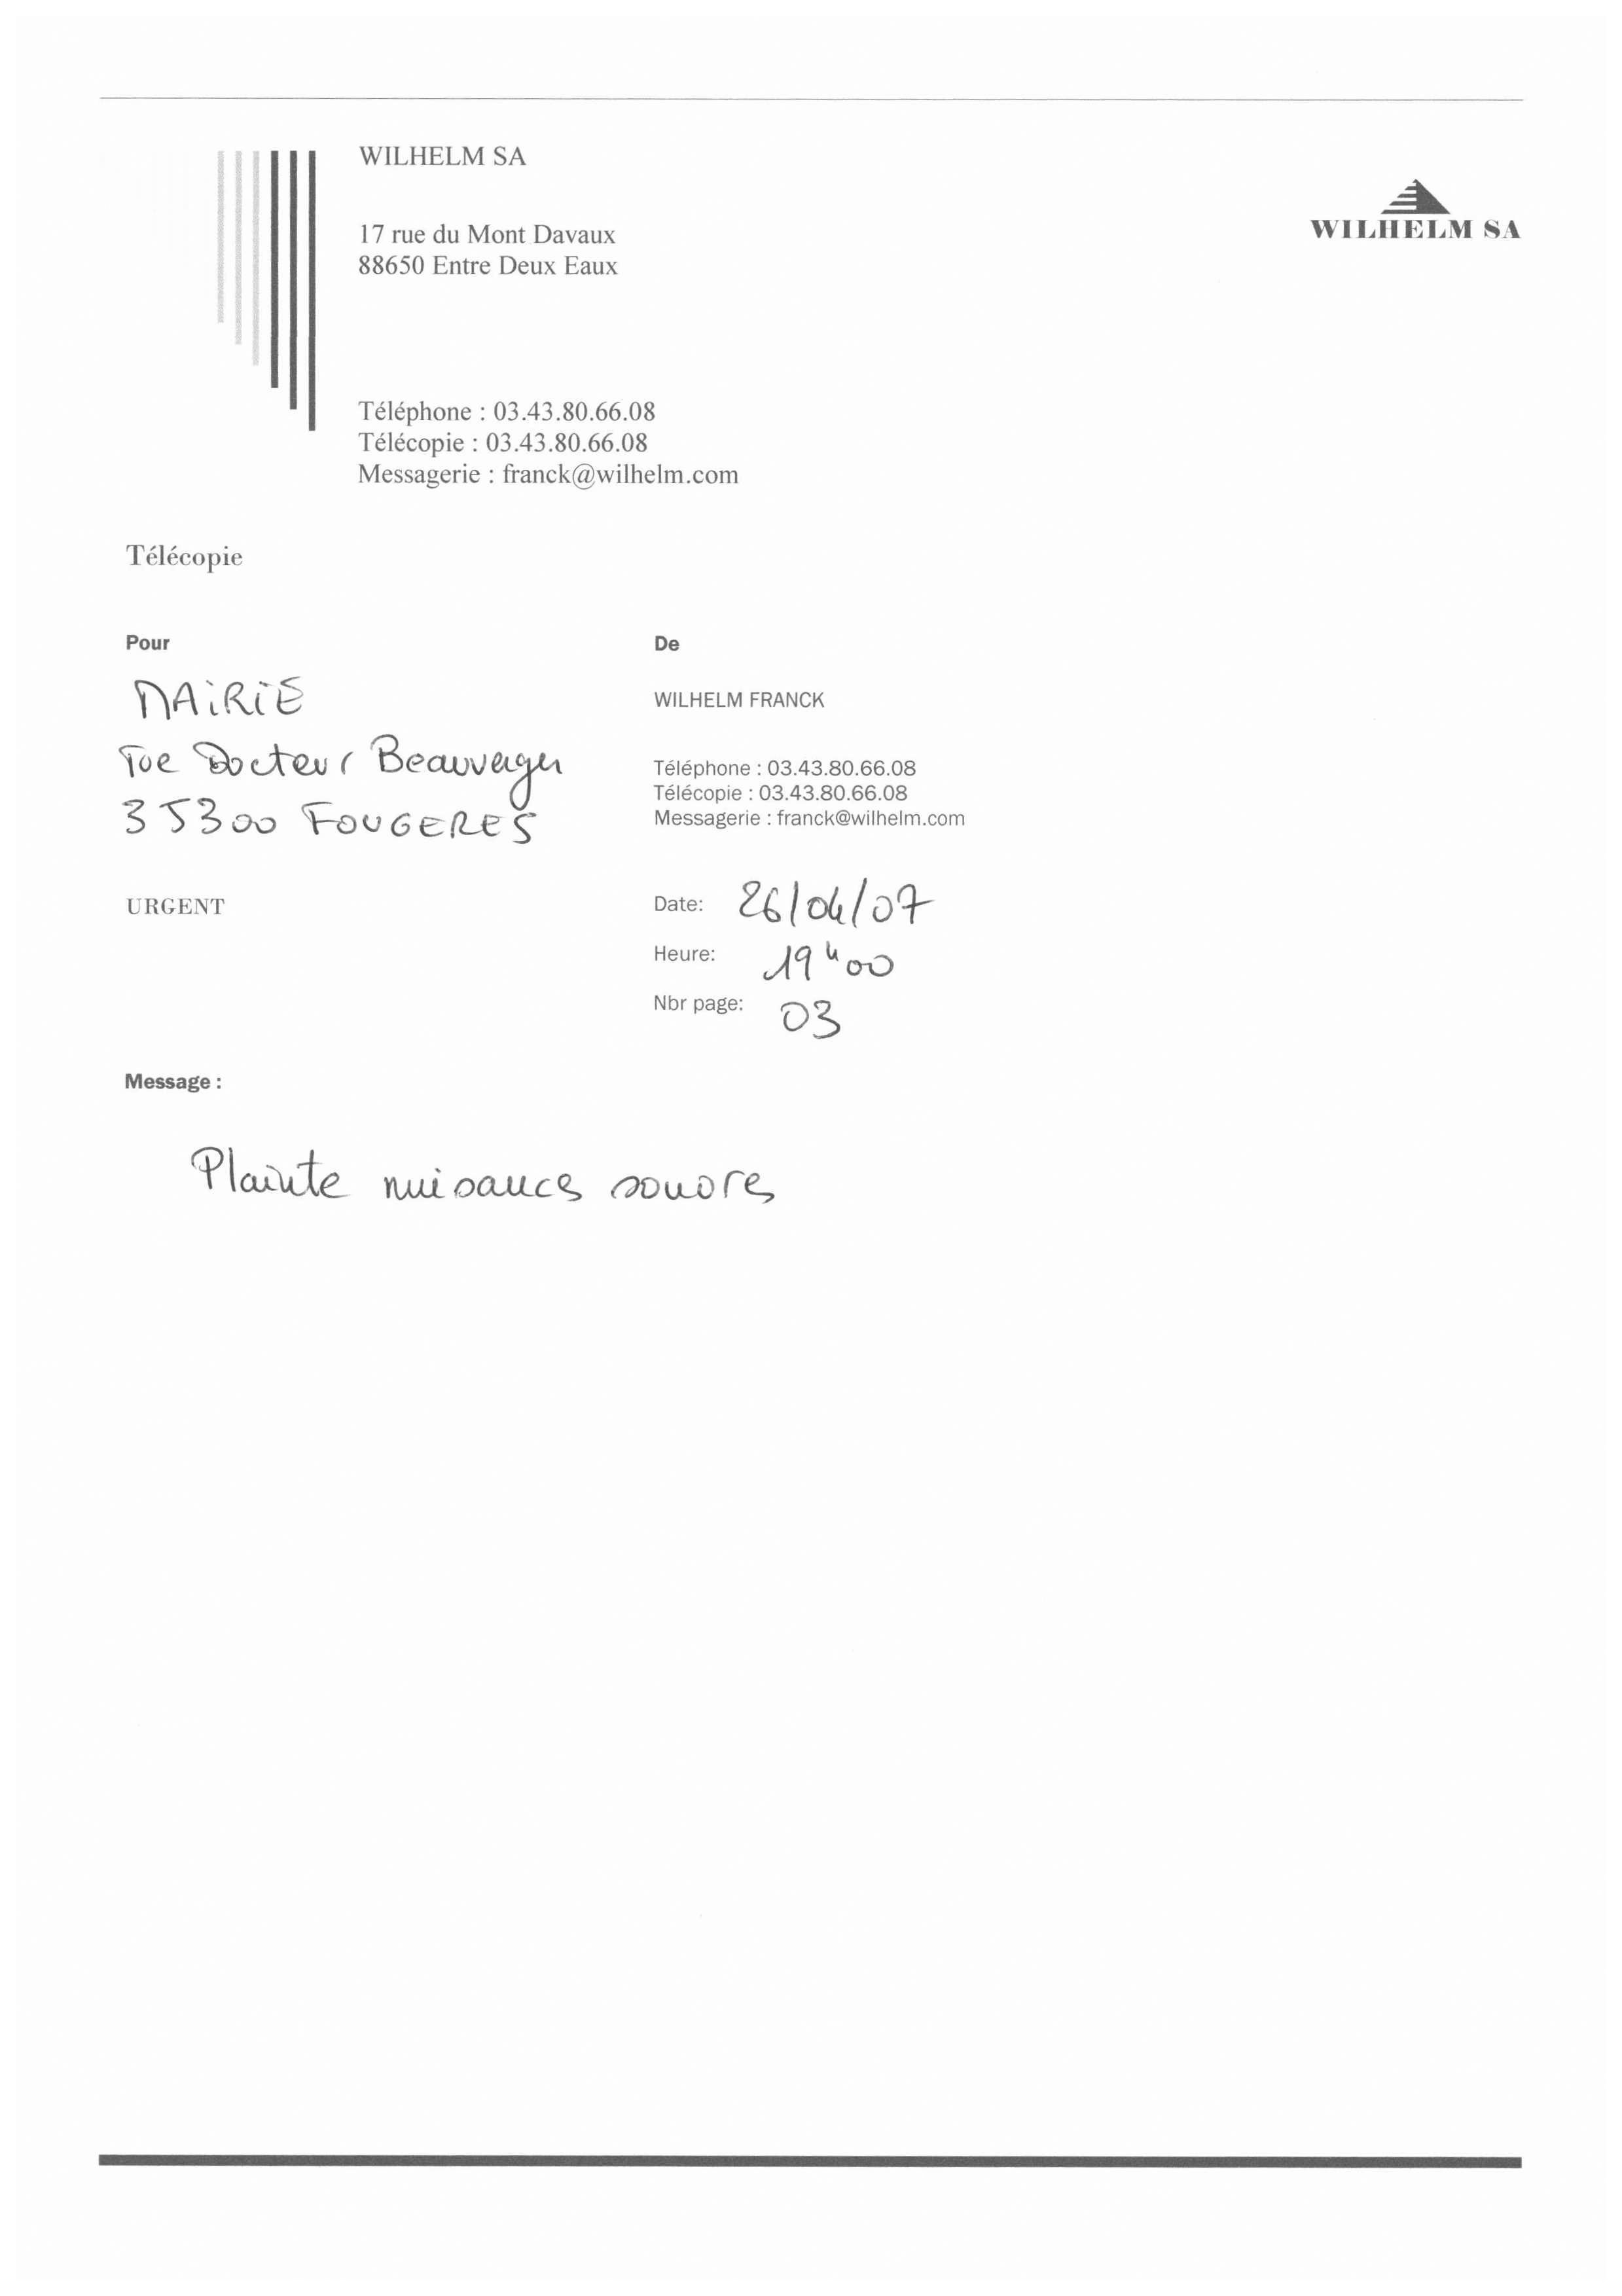 WILHELM SA
17 rue du Mont Davaux
88650 Entre Deux Eaux
WILHELM SA
Téléphone : 03.43.80.66.08
Télécopie : 03.43.80.66.08
Messagerie : franck@wilhelm.com
Télécopie
Pour
MAiRiE
rue Docteur Beauverger
35300 FOUGERES
URGENT
De
WILHELM FRANCK
Téléphone : 03.43.80.66.08
Télécopie : 03.43.80.66.08
Messagerie : franck@wilhelm.com
Date: 26/04/07
Heure: 19h00
Nbr page: 03
Message :
Plainte nuisances sonores